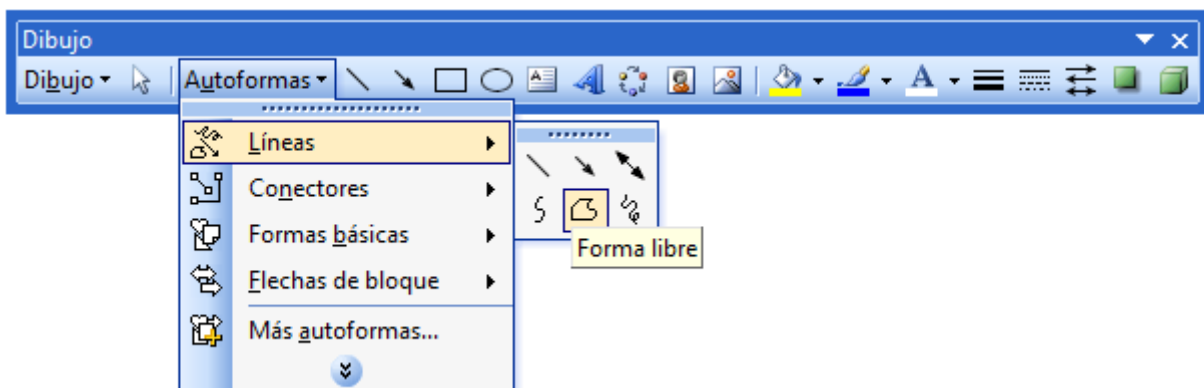 Dibujo
Dibujo Autoformas A
Líneas
Conectores
Formas básicas
Forma libre
Flechas de bloque
Más autoformas...